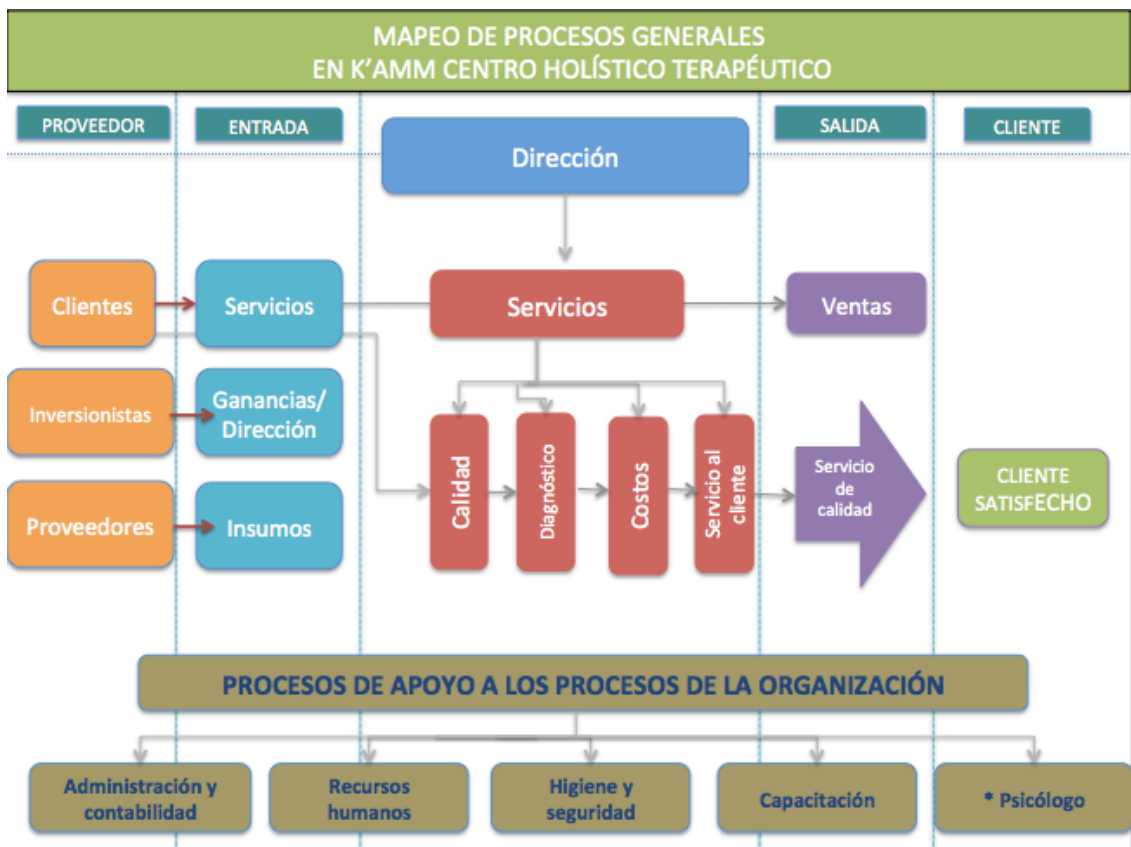 MAPEO DE PROCESOS GENERALES
EN K’AMM CENTRO HOLÍSTICO TERAPÉUTICO
PROVEEDOR
ENTRADA
SALIDA
CLIENTE
Dirección
Clientes
Servicios
Servicios
Ventas
Inversionistas
Ganancias/
Dirección
Proveedores
Insumos
Calidad
Diagnóstico
Costos
Servicio al
cliente
Servicio
de
calidad
CLIENTE
SATISFECHO
PROCESOS DE APOYO A LOS PROCESOS DE LA ORGANIZACIÓN
Administración y
contabilidad
Recursos
humanos
Higiene y
seguridad
Capacitación
* Psicólogo